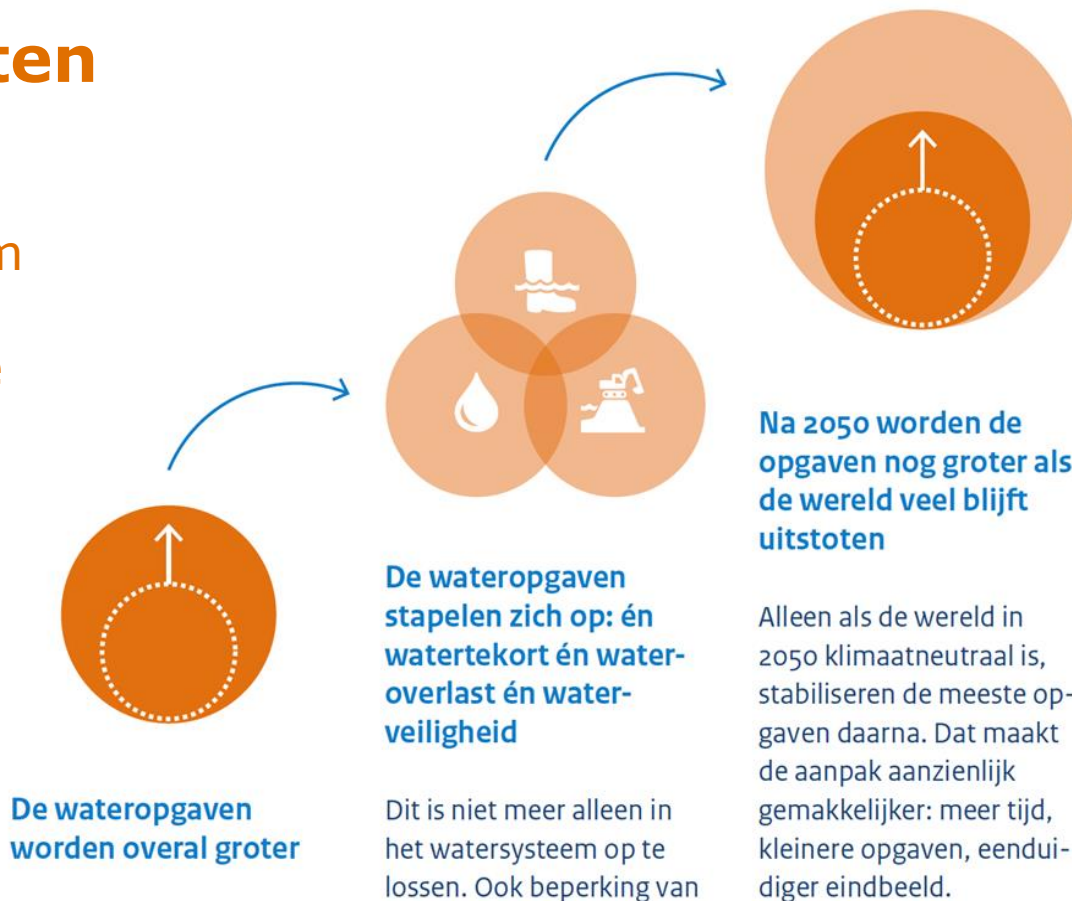 ten
m
e
De wateropgaven
worden overal groter
De wateropgaven
stapelen zich op: én
watertekort én water-
overlast én water-
veiligheid
Dit is niet meer alleen in
het watersysteem op te
lossen. Ook beperking van
Na 2050 worden de
opgaven nog groter als
de wereld veel blijft
uitstoten
Alleen als de wereld in
2050 klimaatneutraal is,
stabiliseren de meeste op-
gaven daarna. Dat maakt
de aanpak aanzienlijk
gemakkelijker: meer tijd,
kleinere opgaven, eendui-
diger eindbeeld.